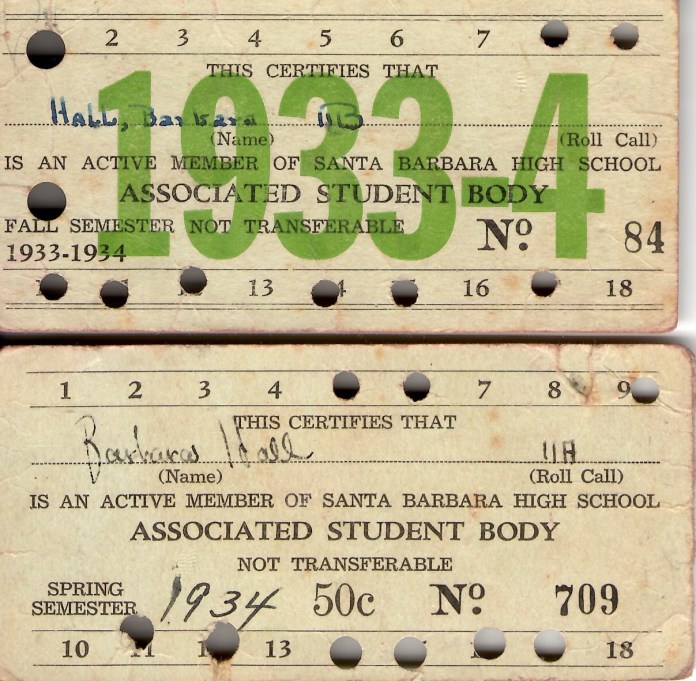 2 3 4 5 6 7
THIS CERTIFIES THAT
1933-4
Hall, Barbara 11B
(Name) (Roll Call)
IS AN ACTIVE MEMBER OF SANTA BARBARA HIGH SCHOOL
ASSOCIATED STUDENT BODY
FALL SEMESTER NOT TRANSFERABLE
1933-1934 Nº 84
13 14 16 18
1 2 3 4 7 8 9
THIS CERTIFIES THAT
Barbara Hall 11A
(Name) (Roll Call)
IS AN ACTIVE MEMBER OF SANTA BARBARA HIGH SCHOOL
ASSOCIATED STUDENT BODY
NOT TRANSFERABLE
SPRING
SEMESTER 1934 50c Nº 709
10 11 13 18